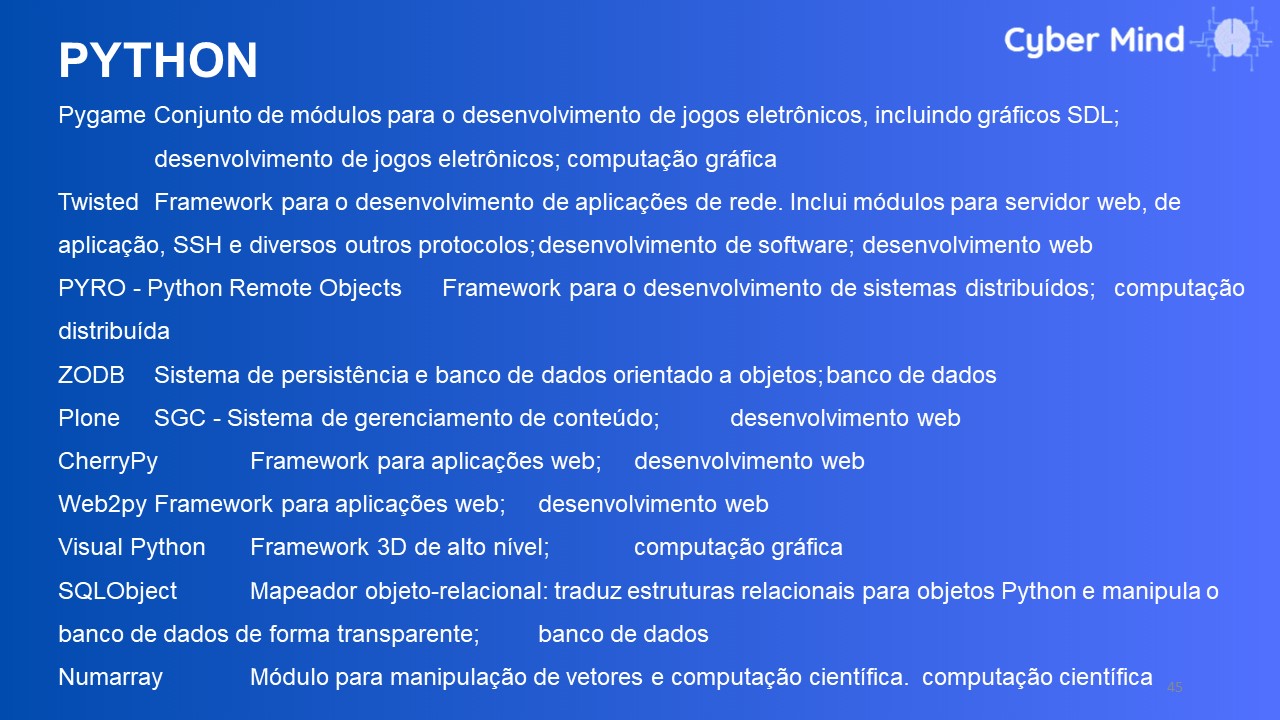 Cyber Mind
PYTHON
Pygame Conjunto de módulos para o desenvolvimento de jogos eletrônicos, incluindo gráficos SDL;
desenvolvimento de jogos eletrônicos; computação gráfica
Twisted Framework para o desenvolvimento de aplicações de rede. Inclui módulos para servidor web, de
aplicação, SSH e diversos outros protocolos; desenvolvimento de software; desenvolvimento web
PYRO - Python Remote Objects Framework para o desenvolvimento de sistemas distribuídos; computação
distribuída
ZODB Sistema de persistência e banco de dados orientado a objetos; banco de dados
Plone SGC - Sistema de gerenciamento de conteúdo; desenvolvimento web
CherryPy Framework para aplicações web; desenvolvimento web
Web2py Framework para aplicações web; desenvolvimento web
Visual Python Framework 3D de alto nível; computação gráfica
SQLObject Mapeador objeto-relacional: traduz estruturas relacionais para objetos Python e manipula o
banco de dados de forma transparente; banco de dados
Numarray Módulo para manipulação de vetores e computação científica. computação científica
45